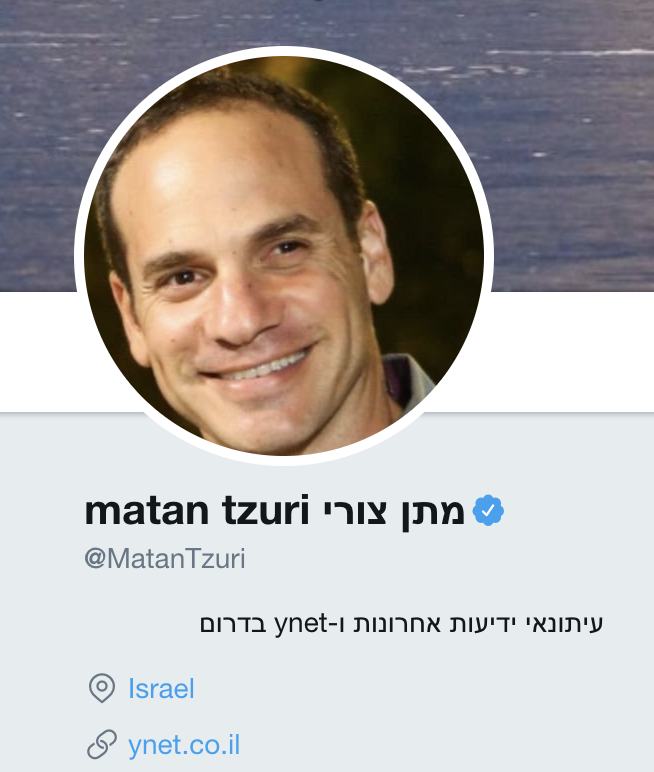 matan tzuri מתן צורי
@MatanTzuri
עיתונאי ידיעות אחרונות ו-ynet בדרום
Israel
ynet.co.il